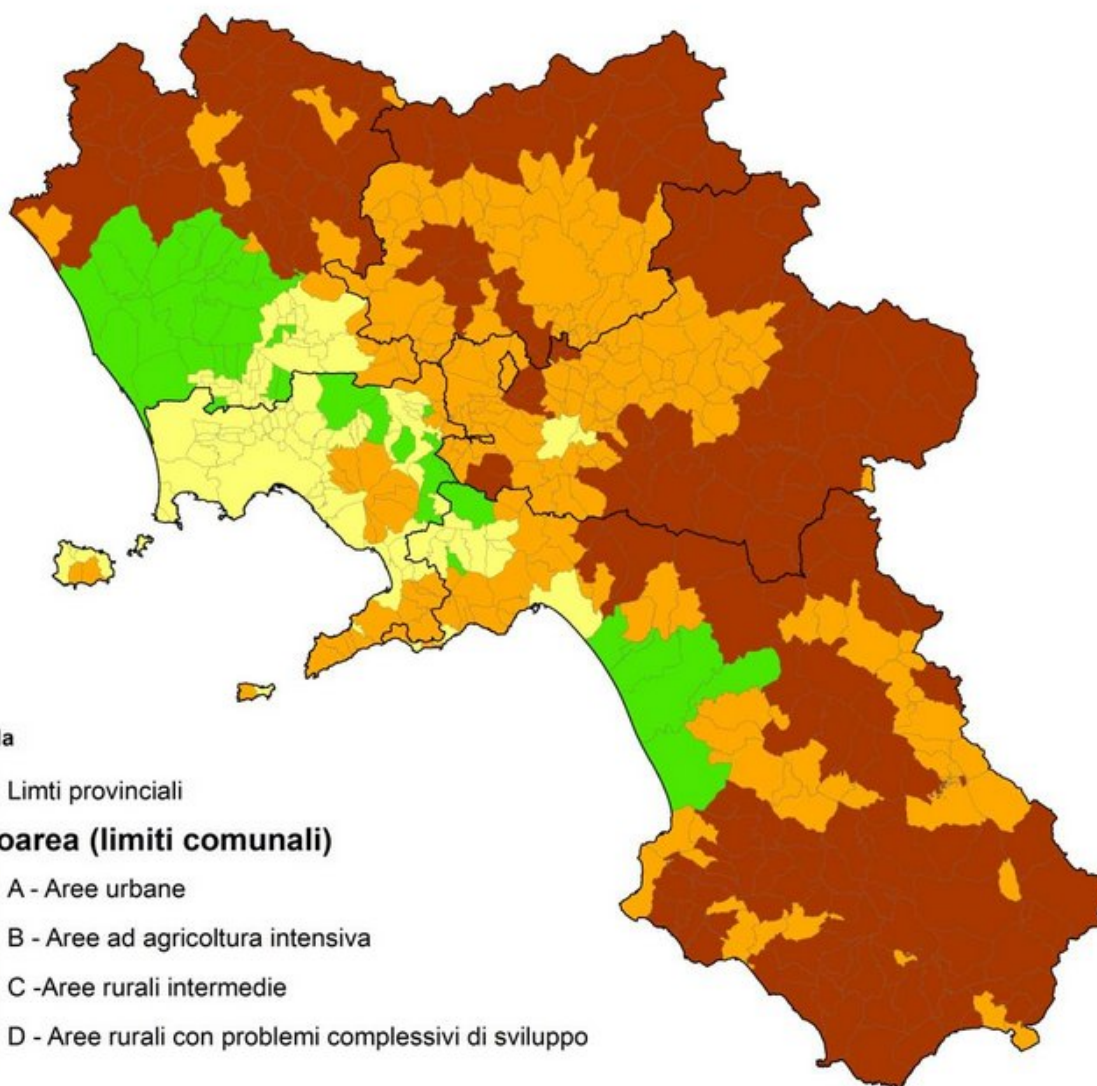 la
Limti provinciali
oarea (limiti comunali)
A - Aree urbane
B - Aree ad agricoltura intensiva
C -Aree rurali intermedie
D - Aree rurali con problemi complessivi di sviluppo